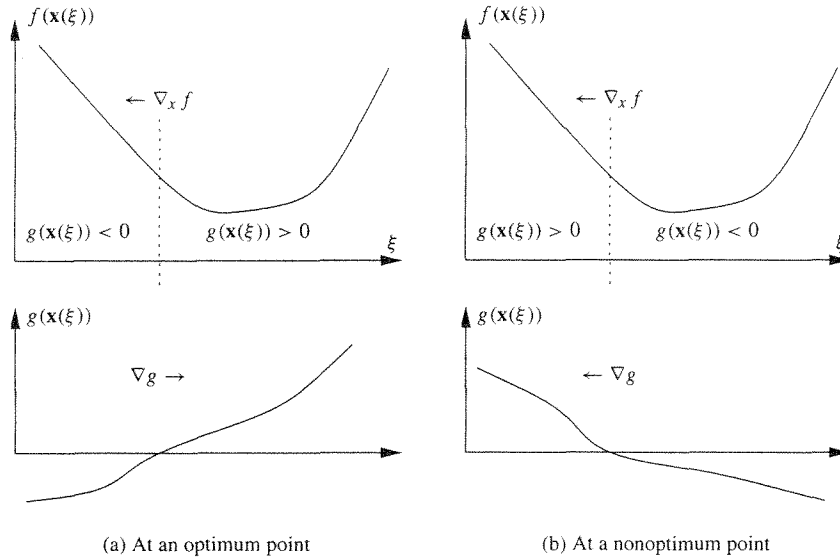 f(x(ξ))
← ∇ₓ f
g(x(ξ)) < 0
g(x(ξ)) > 0
ξ
g(x(ξ))
∇g →
(a) At an optimum point
f(x(ξ))
← ∇ₓ f
g(x(ξ)) > 0
g(x(ξ)) < 0
g(x(ξ))
← ∇g
(b) At a nonoptimum point